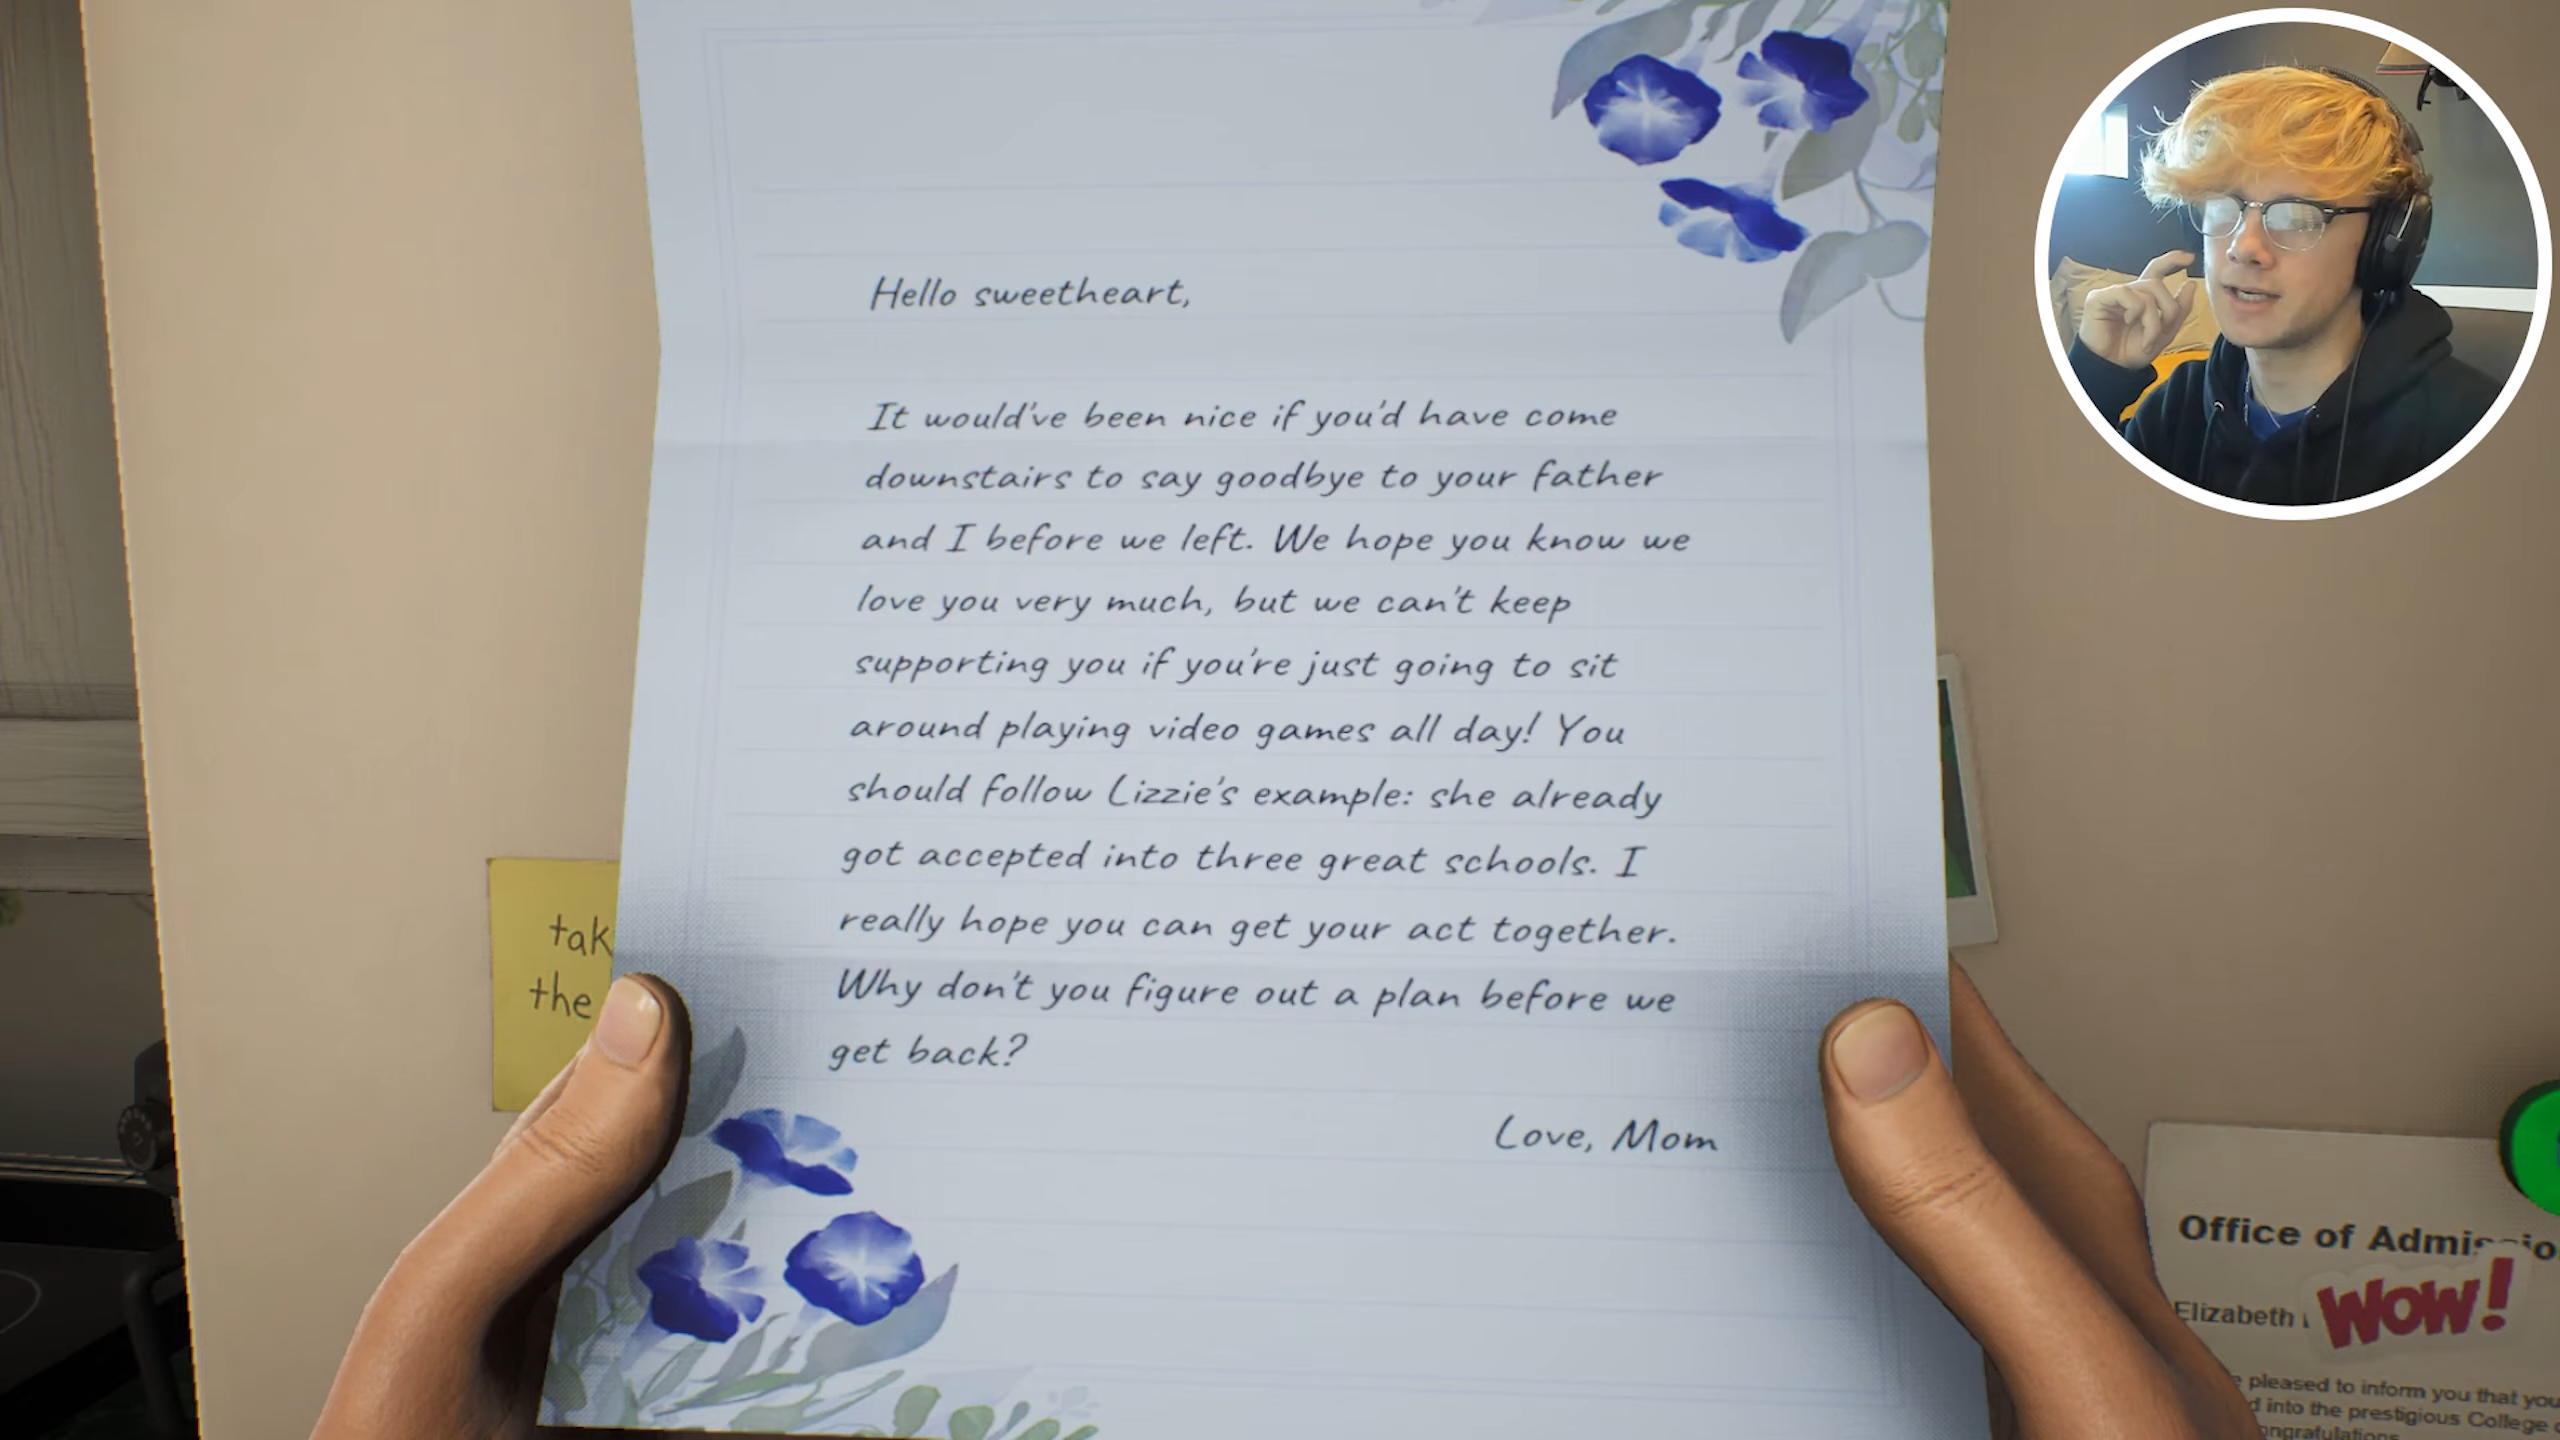 Hello sweetheart,
It would've been nice if you'd have come
downstairs to say goodbye to your father
and I before we left. We hope you know we
love you very much, but we can't keep
supporting you if you're just going to sit
around playing video games all day! You
should follow Lizzie's example: she already
got accepted into three great schools. I
really hope you can get your act together.
Why don't you figure out a plan before we
get back?
Love, Mom
the
Office of
Elizabeth
WOW!
pleased to inform you that you
into the prestigious College